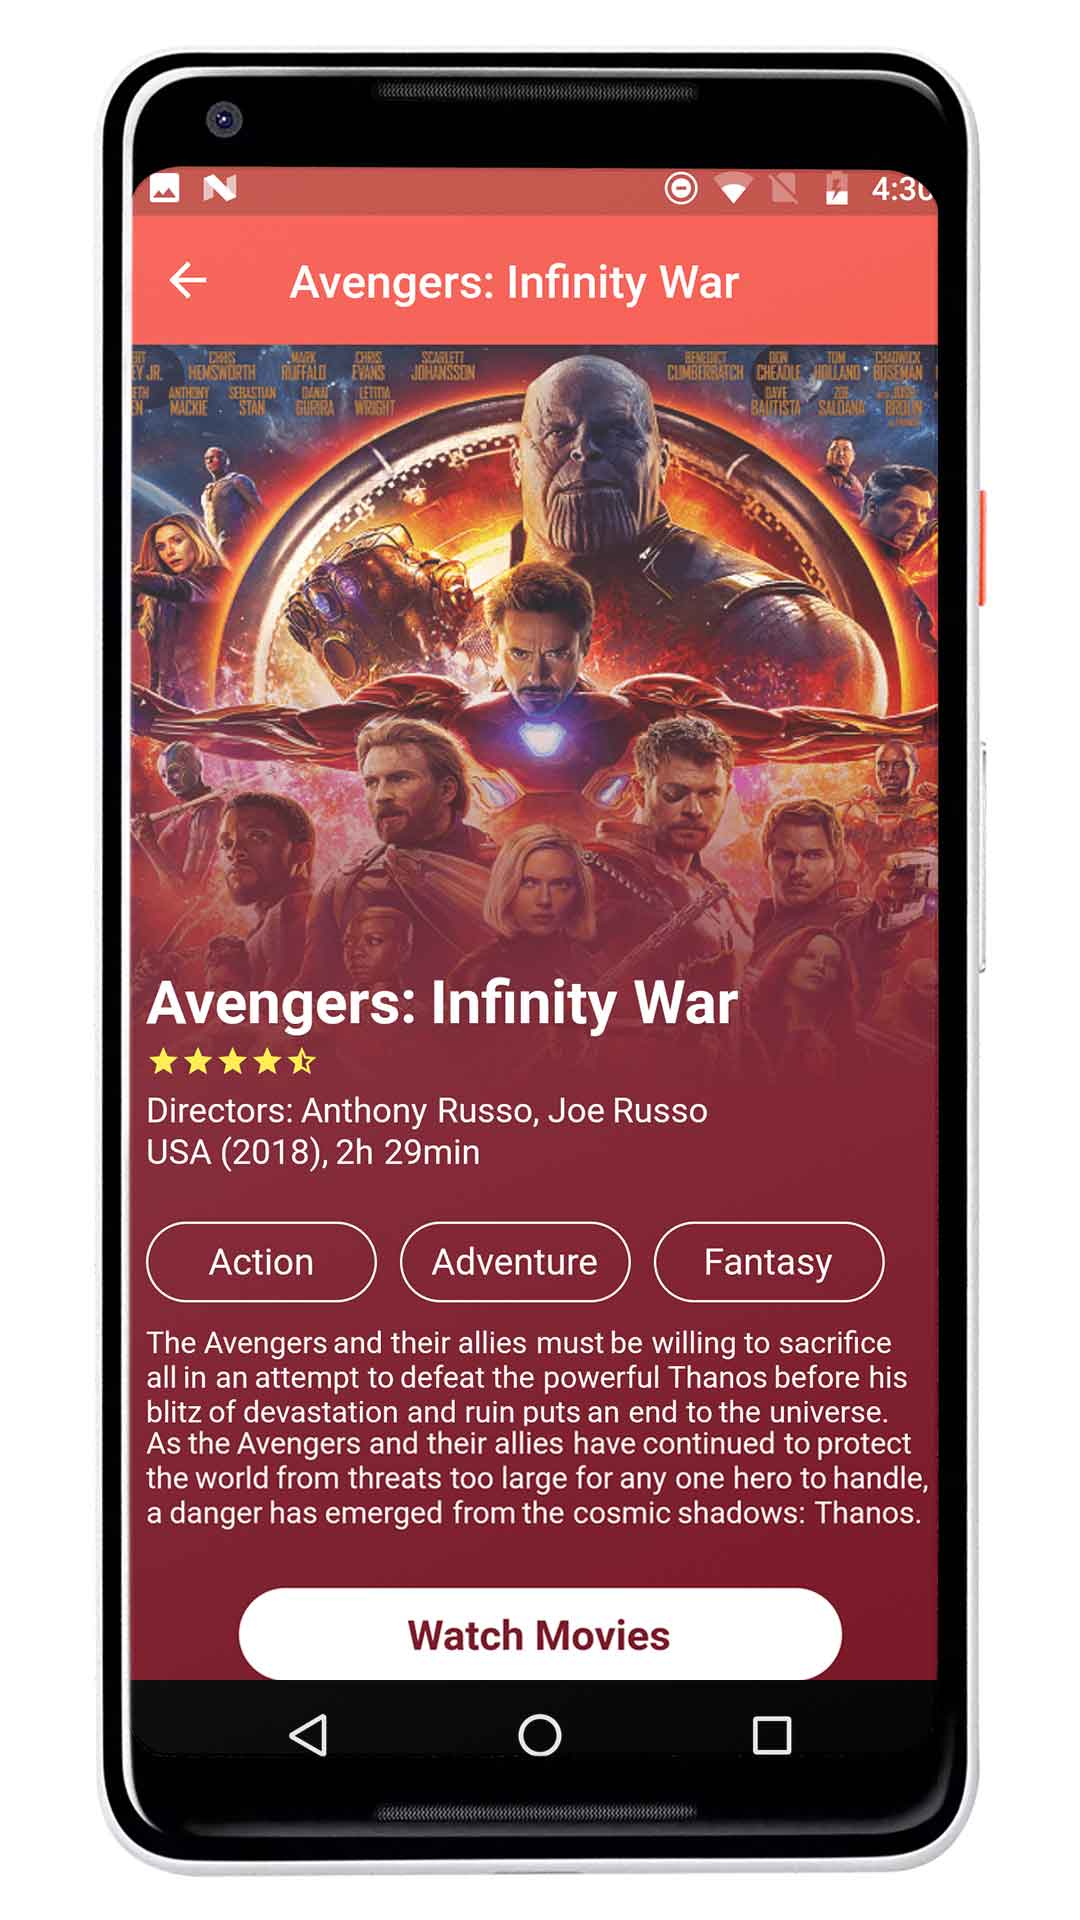 4:30
Avengers: Infinity War
CHRIS HEMSWORTH MARK RUFFALO CHRIS EVANS SCARLETT JOHANSSON BENEDICT CUMBERBATCH DON CHEADLE TOM HOLLAND CHADWICK BOSEMAN
ANTHONY MACKIE SEBASTIAN STAN DANAI GURIRA LETITIA WRIGHT DAVE BAUTISTA ZOE SALDANA WITH JOSH BROLIN
Avengers: Infinity War
Directors: Anthony Russo, Joe Russo
USA (2018), 2h 29min
Action Adventure Fantasy
The Avengers and their allies must be willing to sacrifice
all in an attempt to defeat the powerful Thanos before his
blitz of devastation and ruin puts an end to the universe.
As the Avengers and their allies have continued to protect
the world from threats too large for any one hero to handle,
a danger has emerged from the cosmic shadows: Thanos.
Watch Movies